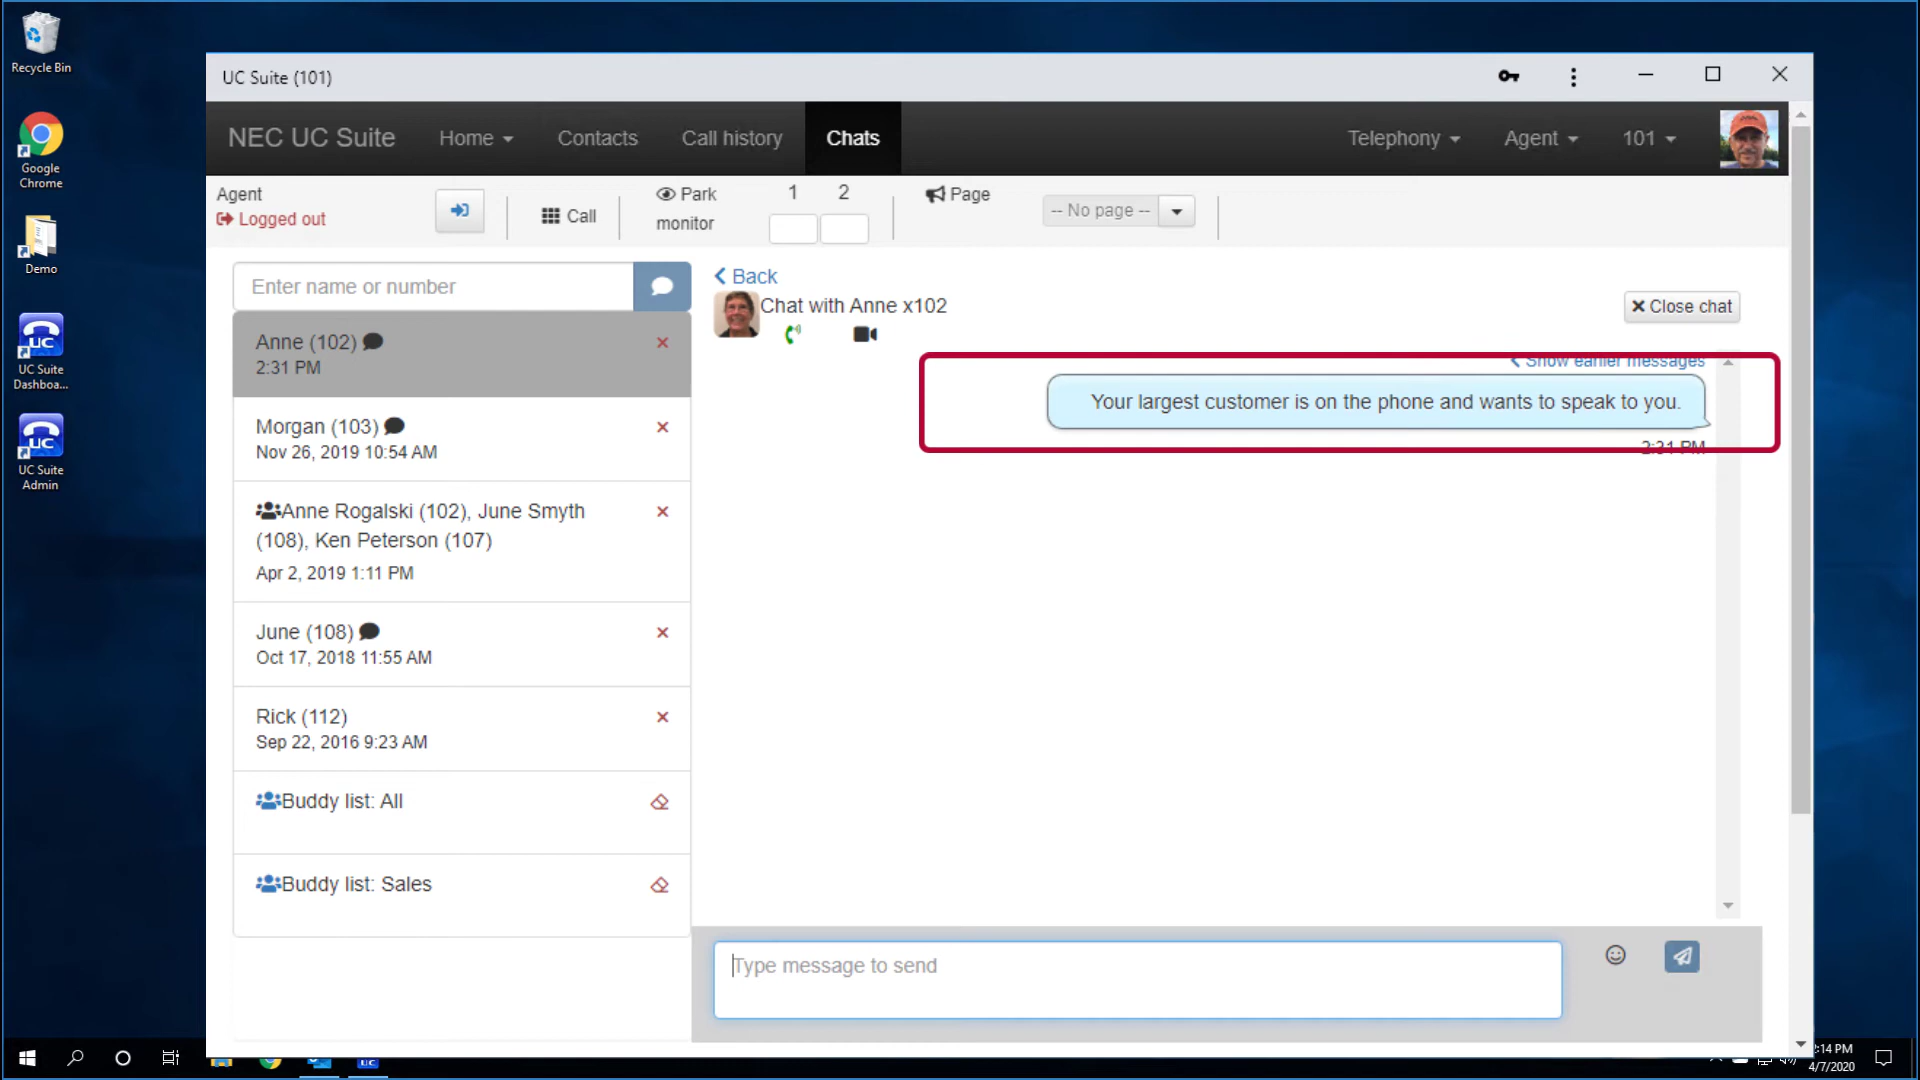 Recycle Bin
Google
Chrome
Demo
UC
UC Suite
Dashboa...
UC
UC Suite
Admin
UC Suite (101)
NEC UC Suite
Home
Contacts
Call history
Chats
Telephony
Agent
101
Agent
Logged out
Call
Park
monitor
1
2
Page
-- No page --
Enter name or number
Anne (102)
2:31 PM
Morgan (103)
Nov 26, 2019 10:54 AM
Anne Rogalski (102), June Smyth
(108), Ken Peterson (107)
Apr 2, 2019 1:11 PM
June (108)
Oct 17, 2018 11:55 AM
Rick (112)
Sep 22, 2016 9:23 AM
Buddy list: All
Buddy list: Sales
Back
Chat with Anne x102
Close chat
Show earlier messages
Your largest customer is on the phone and wants to speak to you.
2:31 PM
Type message to send
UC
:14 PM
4/7/2020